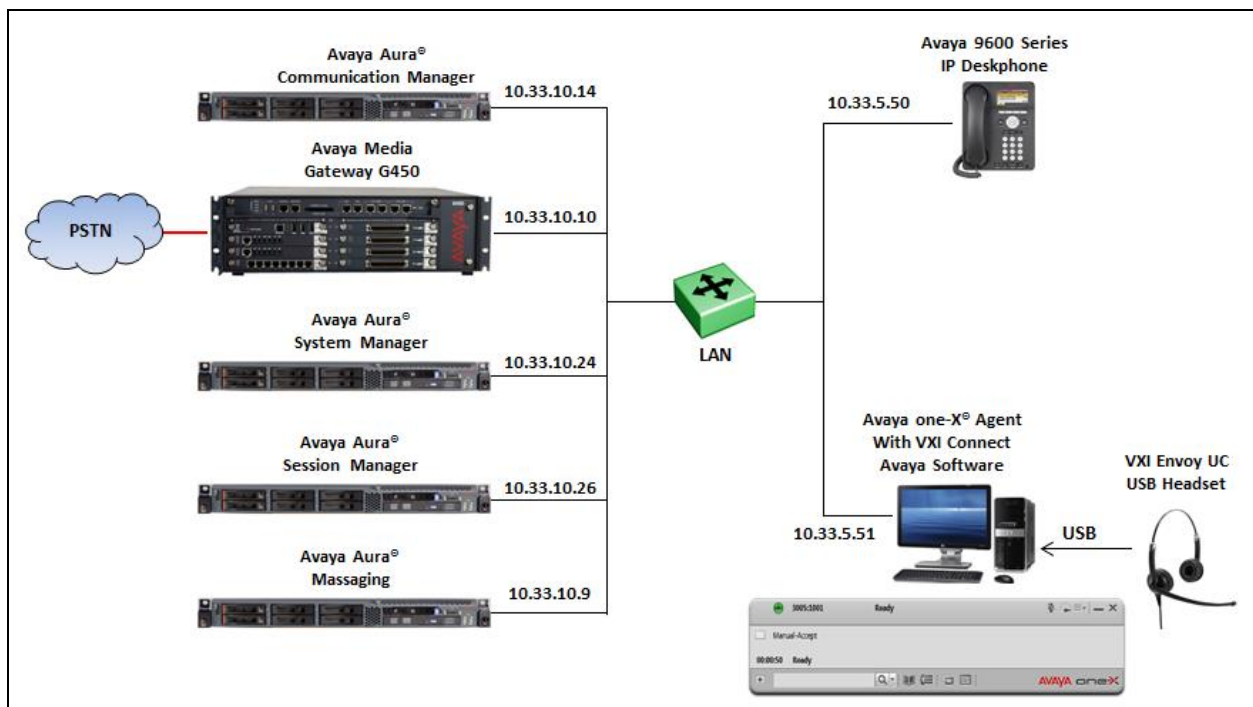 Avaya Aura®
Communication Manager
10.33.10.14
Avaya Media
Gateway G450
10.33.10.10
AVAYA
PSTN
Avaya Aura®
System Manager
10.33.10.24
Avaya Aura®
Session Manager
10.33.10.26
Avaya Aura®
Massaging
10.33.10.9
LAN
Avaya 9600 Series
IP Deskphone
10.33.5.50
Avaya one-X® Agent
With VXI Connect
Avaya Software
10.33.5.51
USB
VXI Envoy UC
USB Headset
3005:1001 Ready
Manual-Accept
00:00:50 Ready
AVAYA one-X